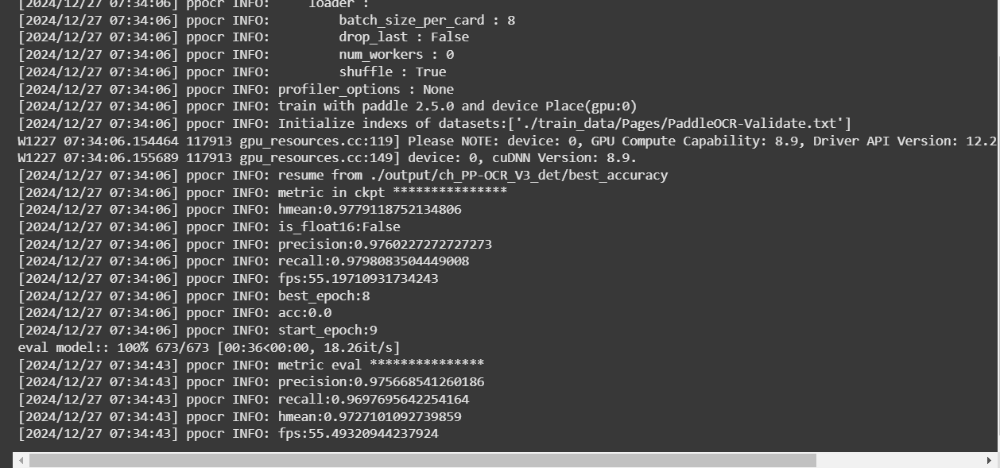 [2024/12/27 07:34:06] ppocr INFO:     loader :
[2024/12/27 07:34:06] ppocr INFO:         batch_size_per_card : 8
[2024/12/27 07:34:06] ppocr INFO:         drop_last : False
[2024/12/27 07:34:06] ppocr INFO:         num_workers : 0
[2024/12/27 07:34:06] ppocr INFO:         shuffle : True
[2024/12/27 07:34:06] ppocr INFO: profiler_options : None
[2024/12/27 07:34:06] ppocr INFO: train with paddle 2.5.0 and device Place(gpu:0)
[2024/12/27 07:34:06] ppocr INFO: Initialize indexs of datasets:['./train_data/Pages/PaddleOCR-Validate.txt']
W1227 07:34:06.154464 117913 gpu_resources.cc:119] Please NOTE: device: 0, GPU Compute Capability: 8.9, Driver API Version: 12.2
W1227 07:34:06.155689 117913 gpu_resources.cc:149] device: 0, cuDNN Version: 8.9.
[2024/12/27 07:34:06] ppocr INFO: resume from ./output/ch_PP-OCR_V3_det/best_accuracy
[2024/12/27 07:34:06] ppocr INFO: metric in ckpt ***************
[2024/12/27 07:34:06] ppocr INFO: hmean:0.9779118752134806
[2024/12/27 07:34:06] ppocr INFO: is_float16:False
[2024/12/27 07:34:06] ppocr INFO: precision:0.9760227272727273
[2024/12/27 07:34:06] ppocr INFO: recall:0.9798083504449008
[2024/12/27 07:34:06] ppocr INFO: fps:55.19710931734243
[2024/12/27 07:34:06] ppocr INFO: best_epoch:8
[2024/12/27 07:34:06] ppocr INFO: acc:0.0
[2024/12/27 07:34:06] ppocr INFO: start_epoch:9
eval model:: 100% 673/673 [00:36<00:00, 18.26it/s]
[2024/12/27 07:34:43] ppocr INFO: metric eval ***************
[2024/12/27 07:34:43] ppocr INFO: precision:0.975668541260186
[2024/12/27 07:34:43] ppocr INFO: recall:0.9697695642254164
[2024/12/27 07:34:43] ppocr INFO: hmean:0.9727101092739859
[2024/12/27 07:34:43] ppocr INFO: fps:55.49320944237924